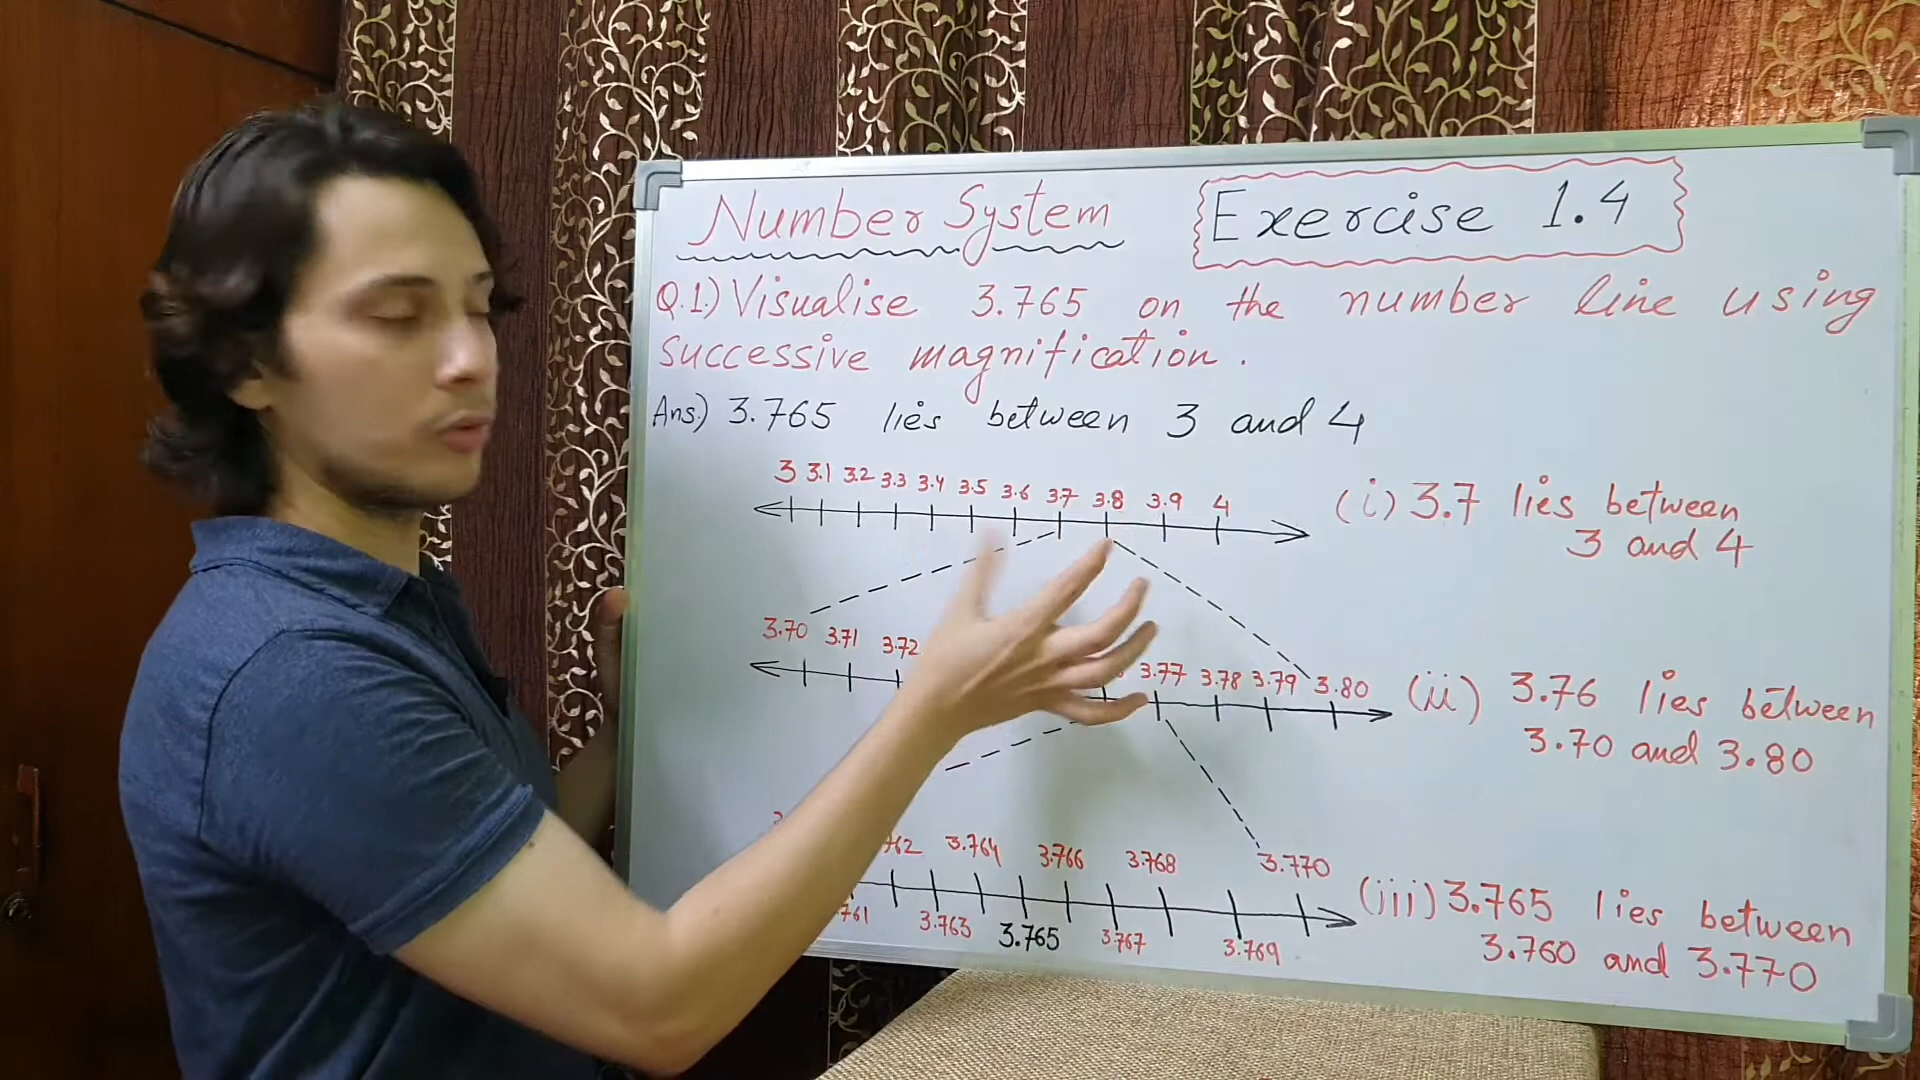 Number System
Exercise 1.4
Q.1.) Visualise 3.765 on the number line using
successive magnification.
Ans.) 3.765 lies between 3 and 4
3 3.1 3.2 3.3 3.4 3.5 3.6 3.7 3.8 3.9 4
(i) 3.7 lies between
3 and 4
3.70 3.71 3.72 3.77 3.78 3.79 3.80
(ii) 3.76 lies between
3.70 and 3.80
3.764 3.766 3.768 3.770
3.763 3.765 3.767 3.769
(iii) 3.765 lies between
3.760 and 3.770